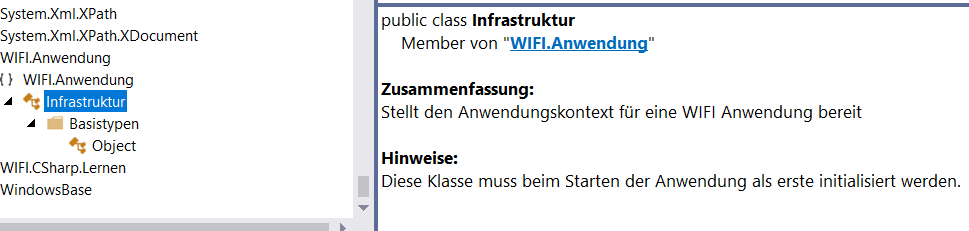 System.Xml.XPath
System.Xml.XPath.XDocument
WIFI.Anwendung
{ } WIFI.Anwendung
Infrastruktur
Basistypen
Object
WIFI.CSharp.Lernen
WindowsBase
public class Infrastruktur
Member von "WIFI.Anwendung"
Zusammenfassung:
Stellt den Anwendungskontext für eine WIFI Anwendung bereit
Hinweise:
Diese Klasse muss beim Starten der Anwendung als erste initialisiert werden.